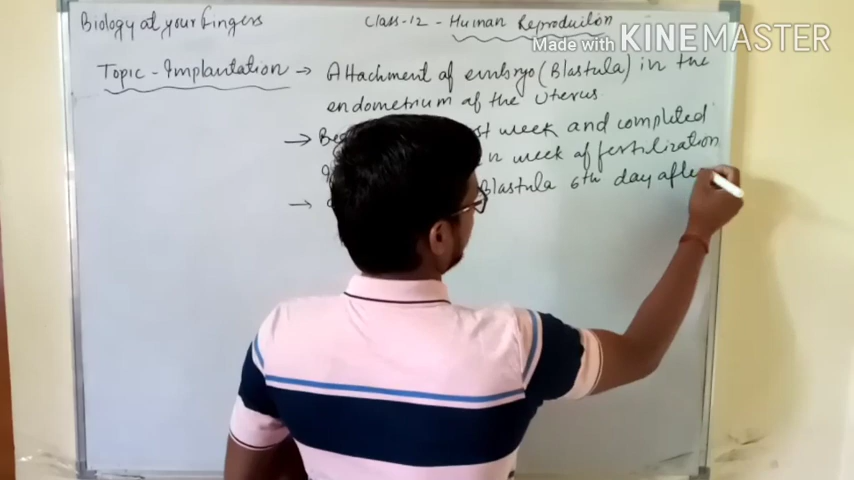 Biology at your fingers
Class-12 - Human Reproduction
Made with KINEMASTER
Topic - Implantation → Attachment of embryo (Blastula) in the
endometrium of the Uterus.
→ week and completed
in week of fertilization
→ Blastula 6th day after